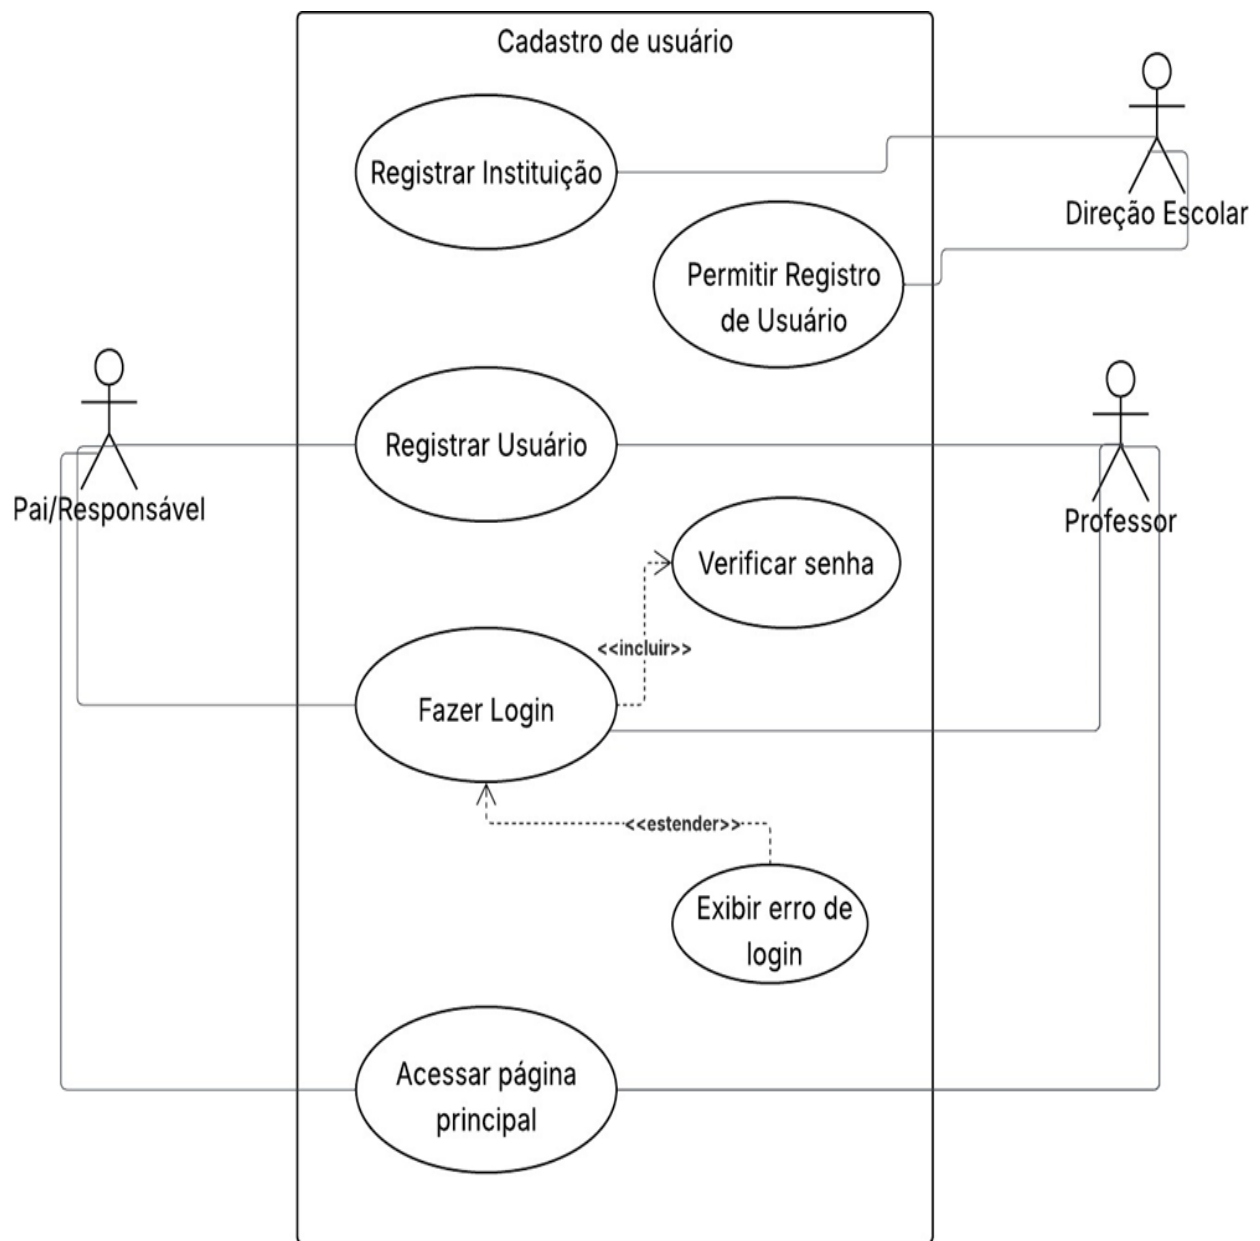 Cadastro de usuário
Registrar Instituição
Direção Escolar
Permitir Registro
de Usuário
Registrar Usuário
Pai/Responsável
Professor
Verificar senha
<<incluir>>
Fazer Login
<<estender>>
Exibir erro de
login
Acessar página
principal